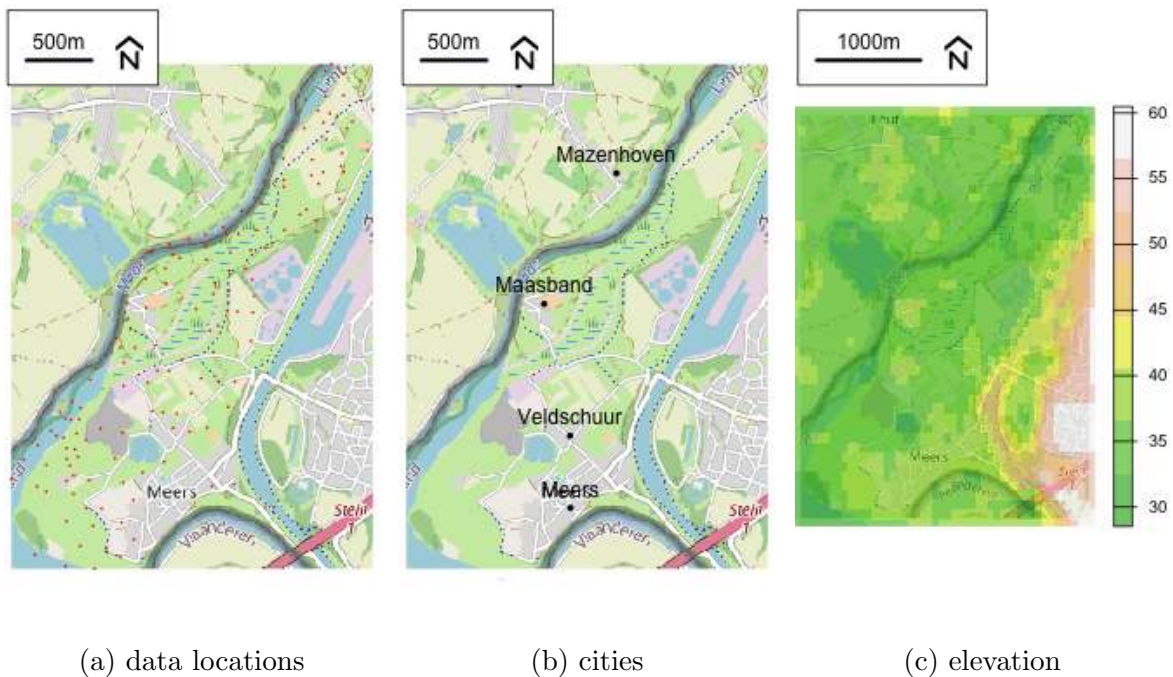 500m
N
Meers
Vlaanderen
500m
N
Mazenhoven
Maasband
Veldschuur
Meers
Vlaanderen
1000m
N
Meers
60
55
50
45
40
35
30
(a) data locations
(b) cities
(c) elevation